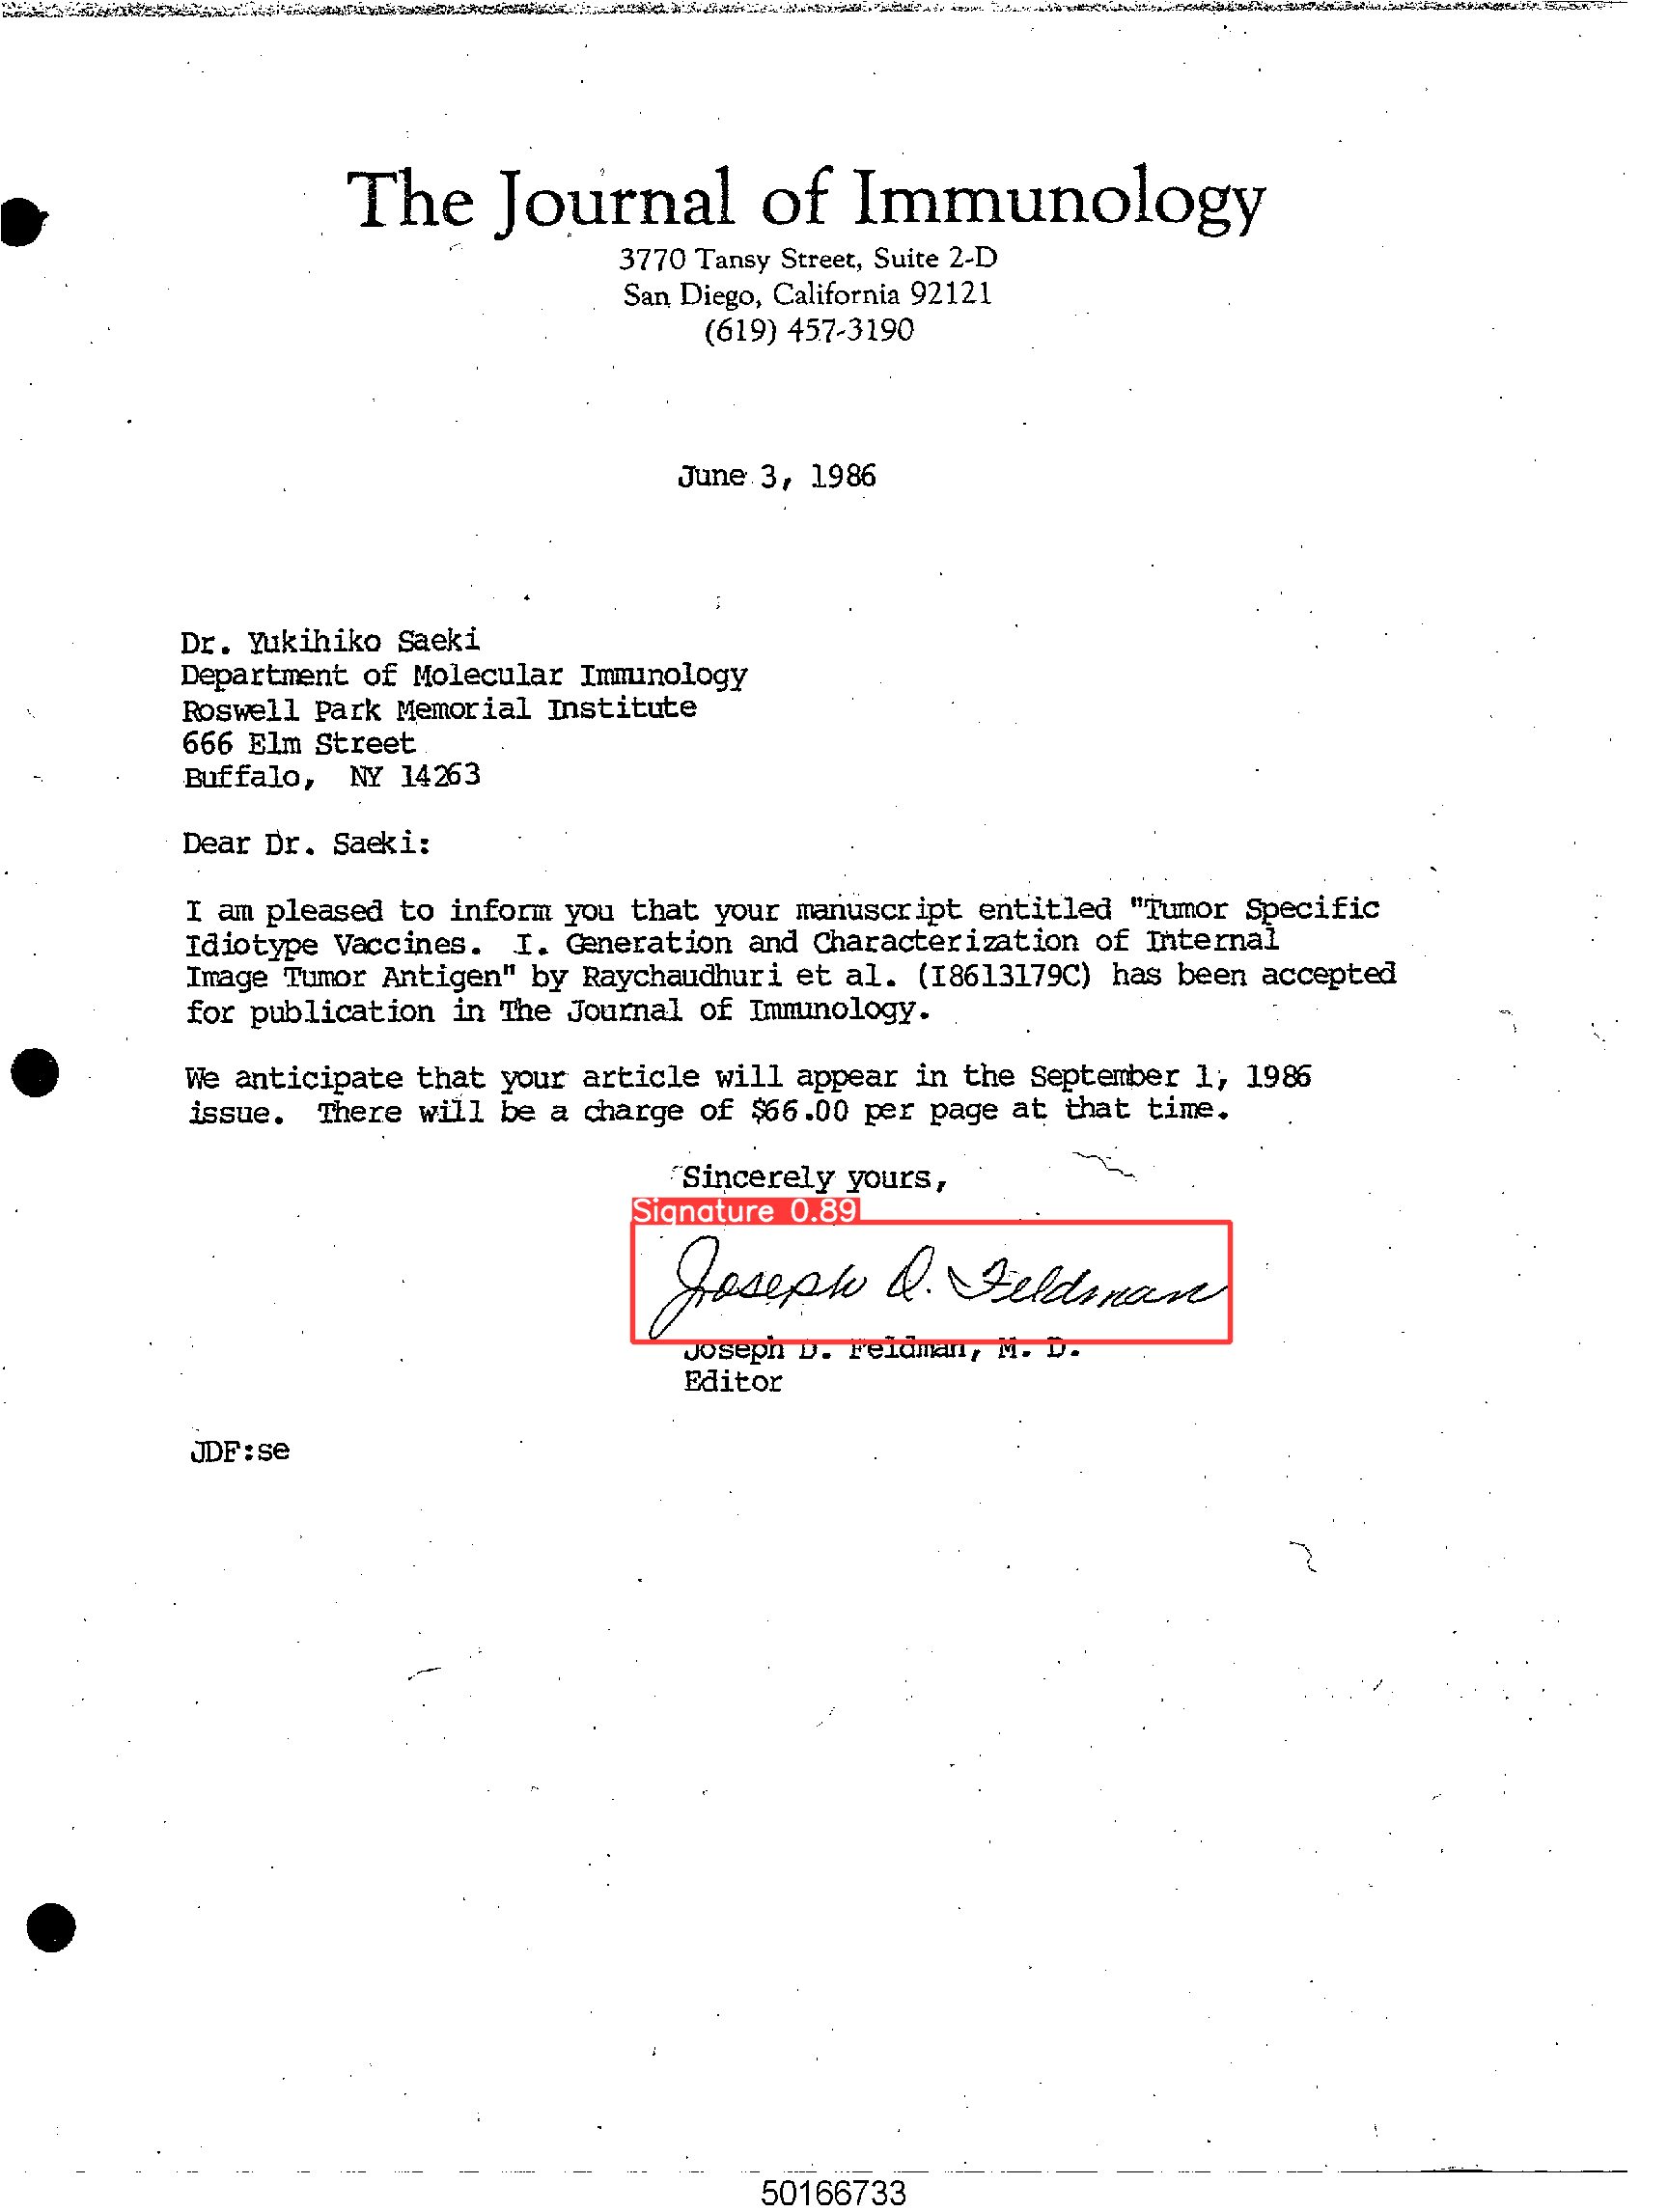 The Journal of Immunology
3770 Tansy Street, Suite 2-D
San Diego, California 92121
(619) 457-3190
June 3, 1986
Dr. Yukihiko Saeki
Department of Molecular Immunology
Roswell Park Memorial Institute
666 Elm Street
Buffalo, NY 14263
Dear Dr. Saeki:
I am pleased to inform you that your manuscript entitled "Tumor Specific
Idiotype Vaccines. I. Generation and Characterization of Internal
Image Tumor Antigen" by Raychaudhuri et al. (I8613179C) has been accepted
for publication in The Journal of Immunology.
We anticipate that your article will appear in the September 1, 1986
issue. There will be a charge of $66.00 per page at that time.
Sincerely yours,
Signature 0.89
Joseph D. Feldman
Joseph D. Feldman, M. D.
Editor
JDF:se
50166733